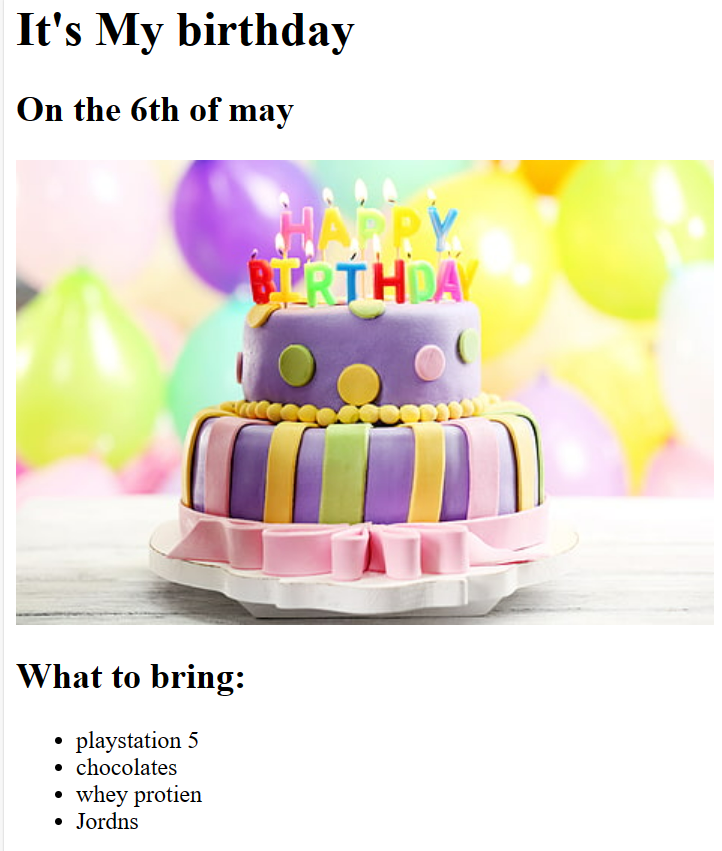 It's My birthday
On the 6th of may
HAPPY
BIRTHDAY
What to bring:
playstation 5
chocolates
whey protien
Jordns